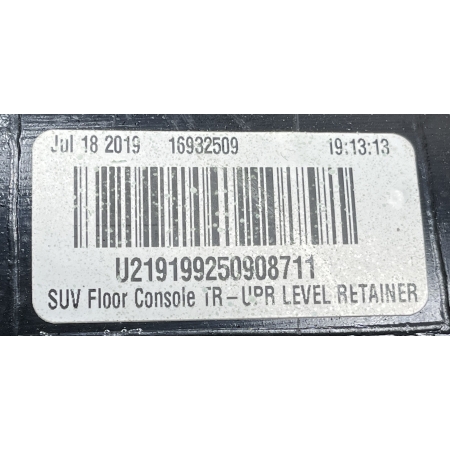 Jul 18 2019 16932509 19:13:13
U219199250908711
SUV Floor Console TR-UPR LEVEL RETAINER